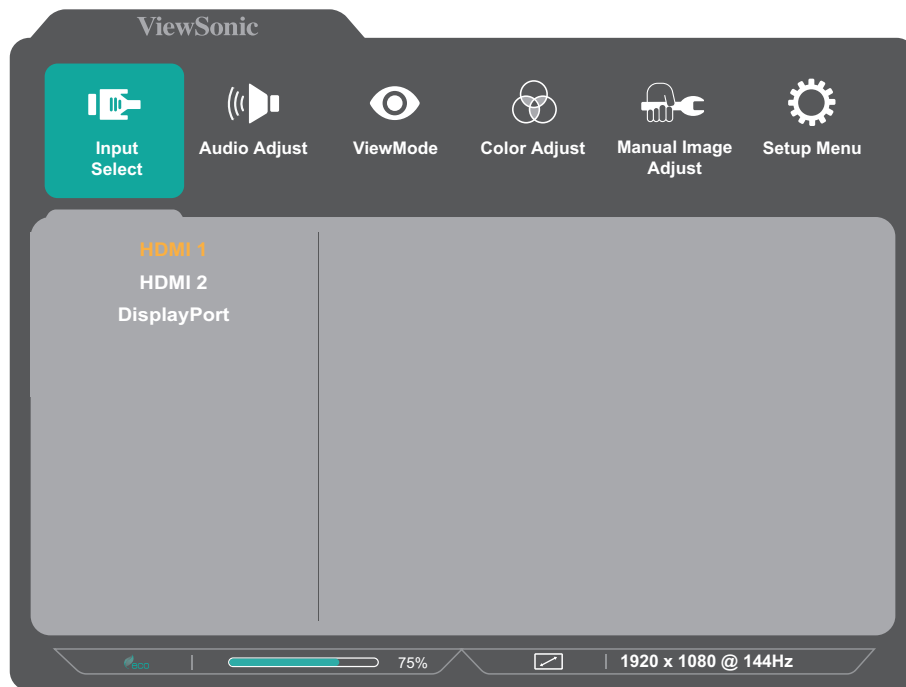 ViewSonic
Input
Select
Audio Adjust
ViewMode
Color Adjust
Manual Image
Adjust
Setup Menu
HDMI 1
HDMI 2
DisplayPort
ECO
75%
1920 x 1080 @ 144Hz